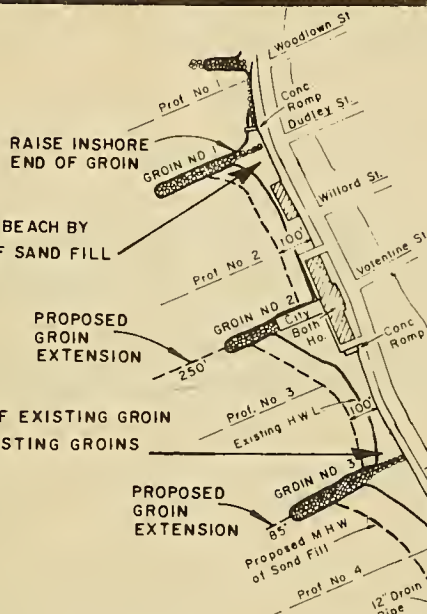 Woodlawn St
Prof. No 1
Conc
Ramp
Dudley St.
RAISE INSHORE
END OF GROIN
GROIN NO 1
Willard St.
BEACH BY
F SAND FILL
100'
Valentine St
Prof. No 2
GROIN NO 2
City
Bath
Ho.
Conc
Ramp
PROPOSED
GROIN
EXTENSION
250'
Prof. No 3
100'
F EXISTING GROIN
Existing HWL
STING GROINS
GROIN NO 3
PROPOSED
GROIN
EXTENSION
85'
Proposed MHW
of Sand Fill
Prof No 4
12" Drain
Pipe